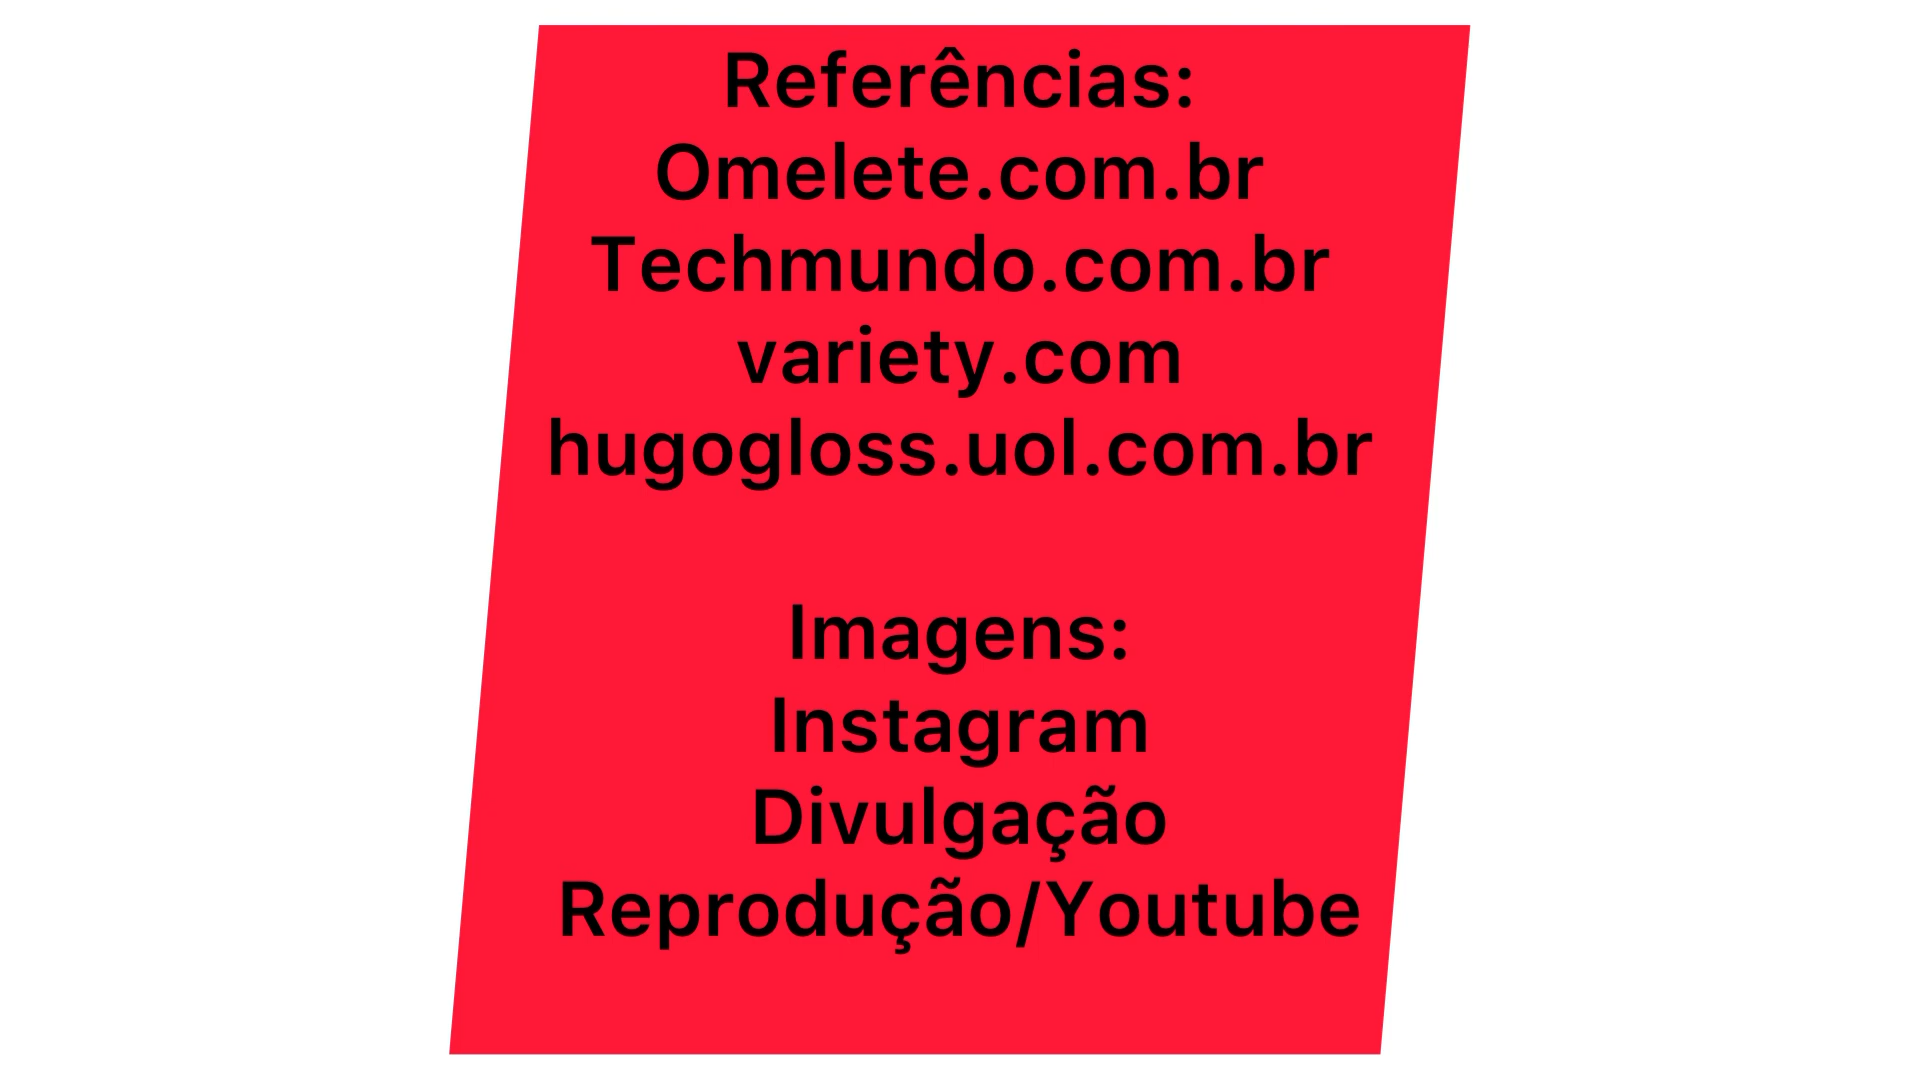 Referências:
Omelete.com.br
Techmundo.com.br
variety.com
hugogloss.uol.com.br
Imagens:
Instagram
Divulgação
Reprodução/Youtube